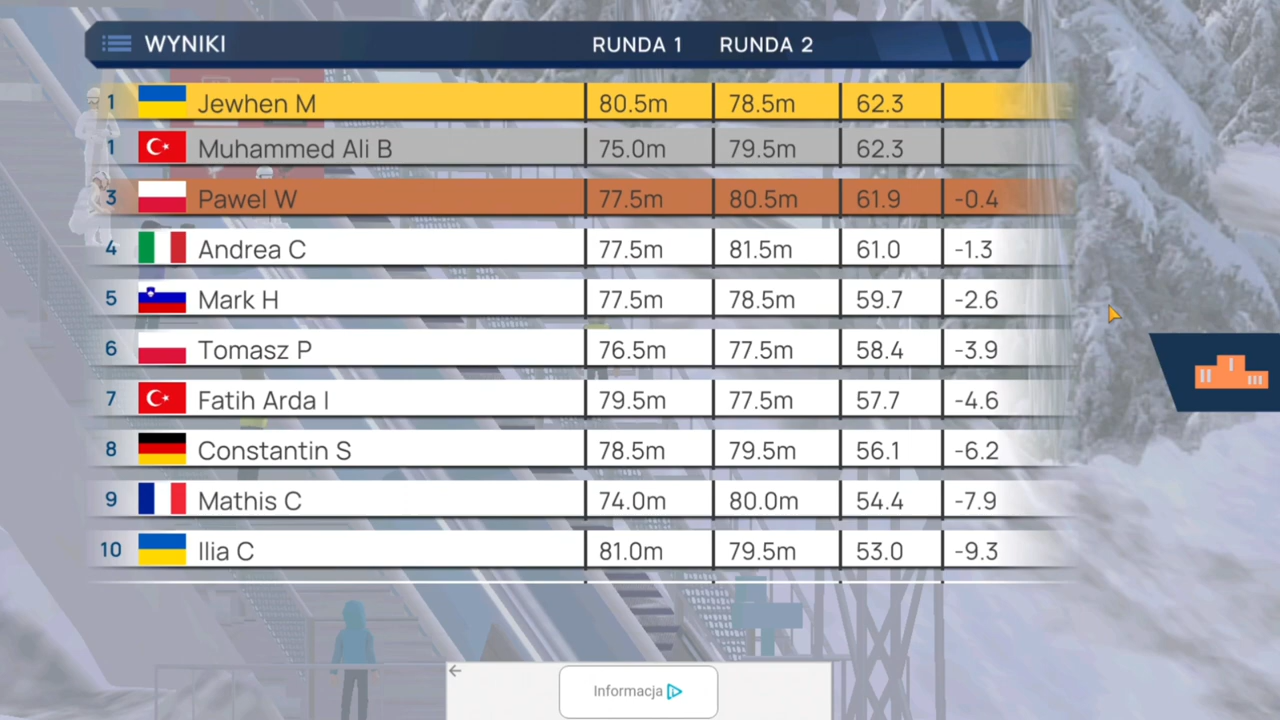 WYNIKI RUNDA 1 RUNDA 2
1 Jewhen M 80.5m 78.5m 62.3
1 Muhammed Ali B 75.0m 79.5m 62.3
3 Pawel W 77.5m 80.5m 61.9 -0.4
4 Andrea C 77.5m 81.5m 61.0 -1.3
5 Mark H 77.5m 78.5m 59.7 -2.6
6 Tomasz P 76.5m 77.5m 58.4 -3.9
7 Fatih Arda I 79.5m 77.5m 57.7 -4.6
8 Constantin S 78.5m 79.5m 56.1 -6.2
9 Mathis C 74.0m 80.0m 54.4 -7.9
10 Ilia C 81.0m 79.5m 53.0 -9.3
II I III
Informacja